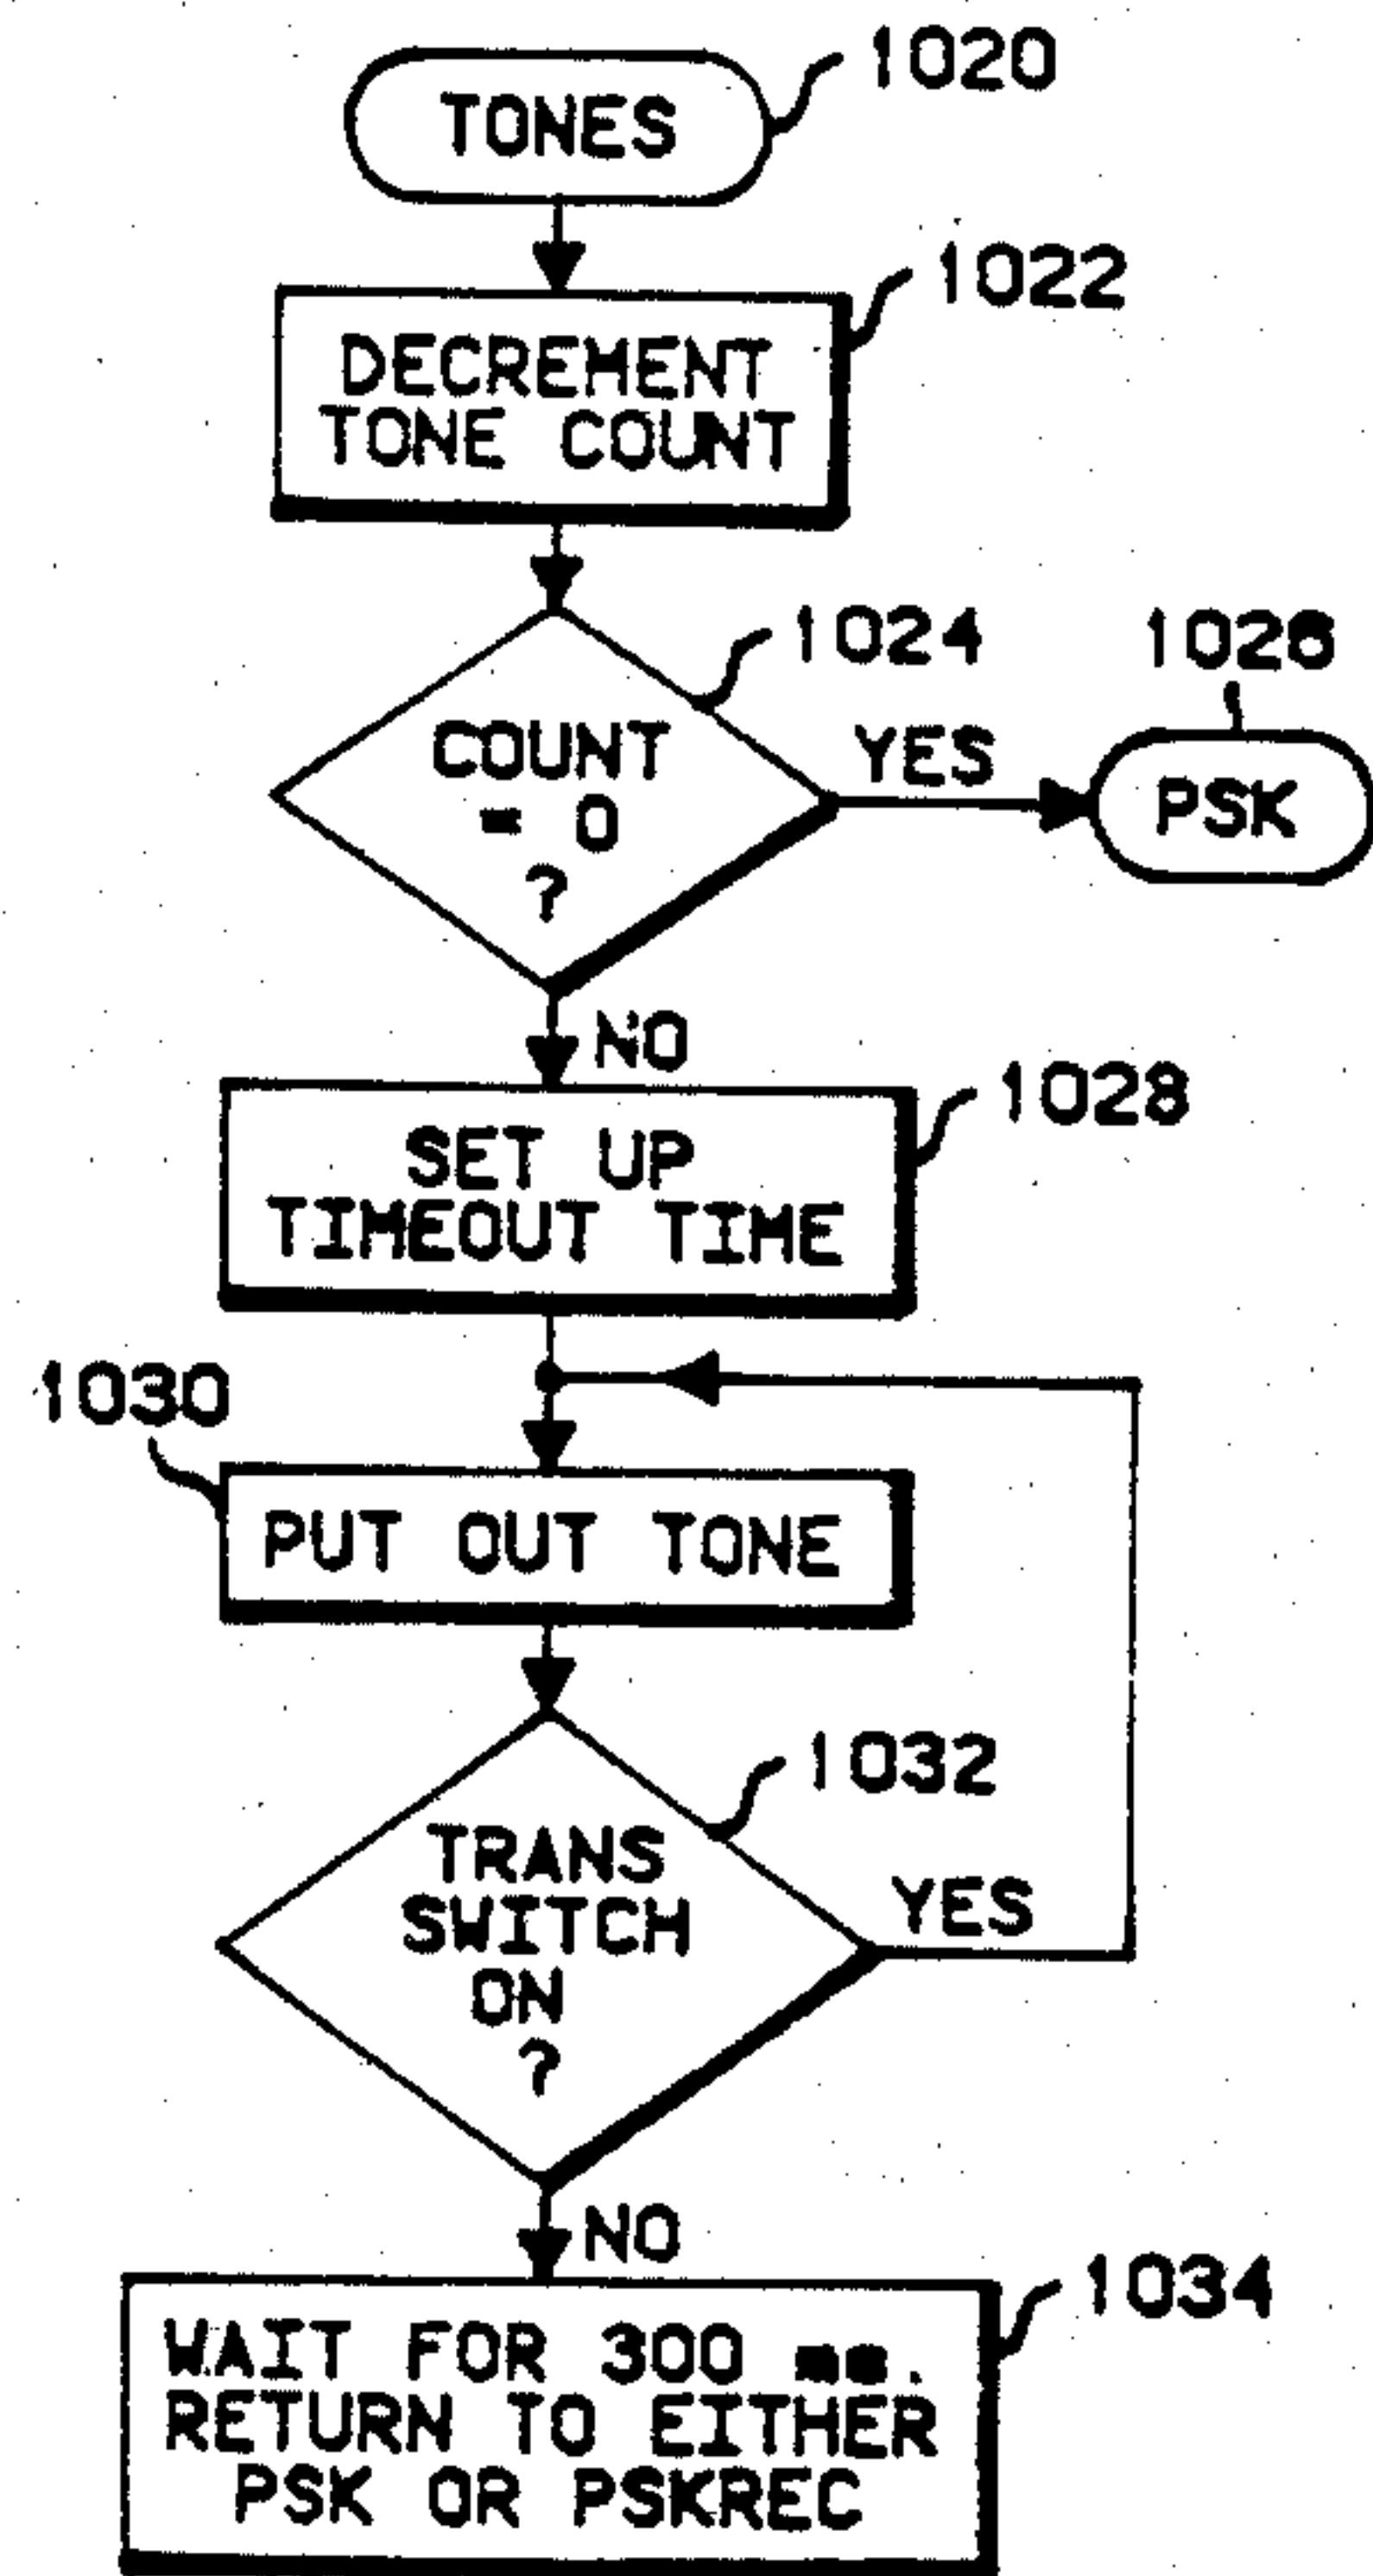 1020
TONES
1022
DECREMENT
TONE COUNT
1024
1026
COUNT
= 0
?
YES
PSK
NO
1028
SET UP
TIMEOUT TIME
1030
PUT OUT TONE
1032
TRANS
SWITCH
ON
?
YES
NO
1034
WAIT FOR 300
RETURN TO EITHER
PSK OR PSKREC